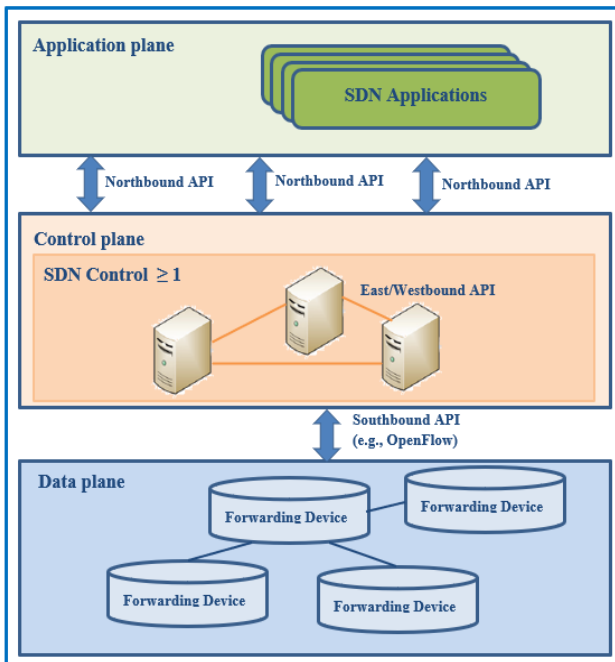 Application plane
SDN Applications
Northbound API
Northbound API
Northbound API
Control plane
SDN Control ≥ 1
East/Westbound API
Southbound API
(e.g., OpenFlow)
Data plane
Forwarding Device
Forwarding Device
Forwarding Device
Forwarding Device